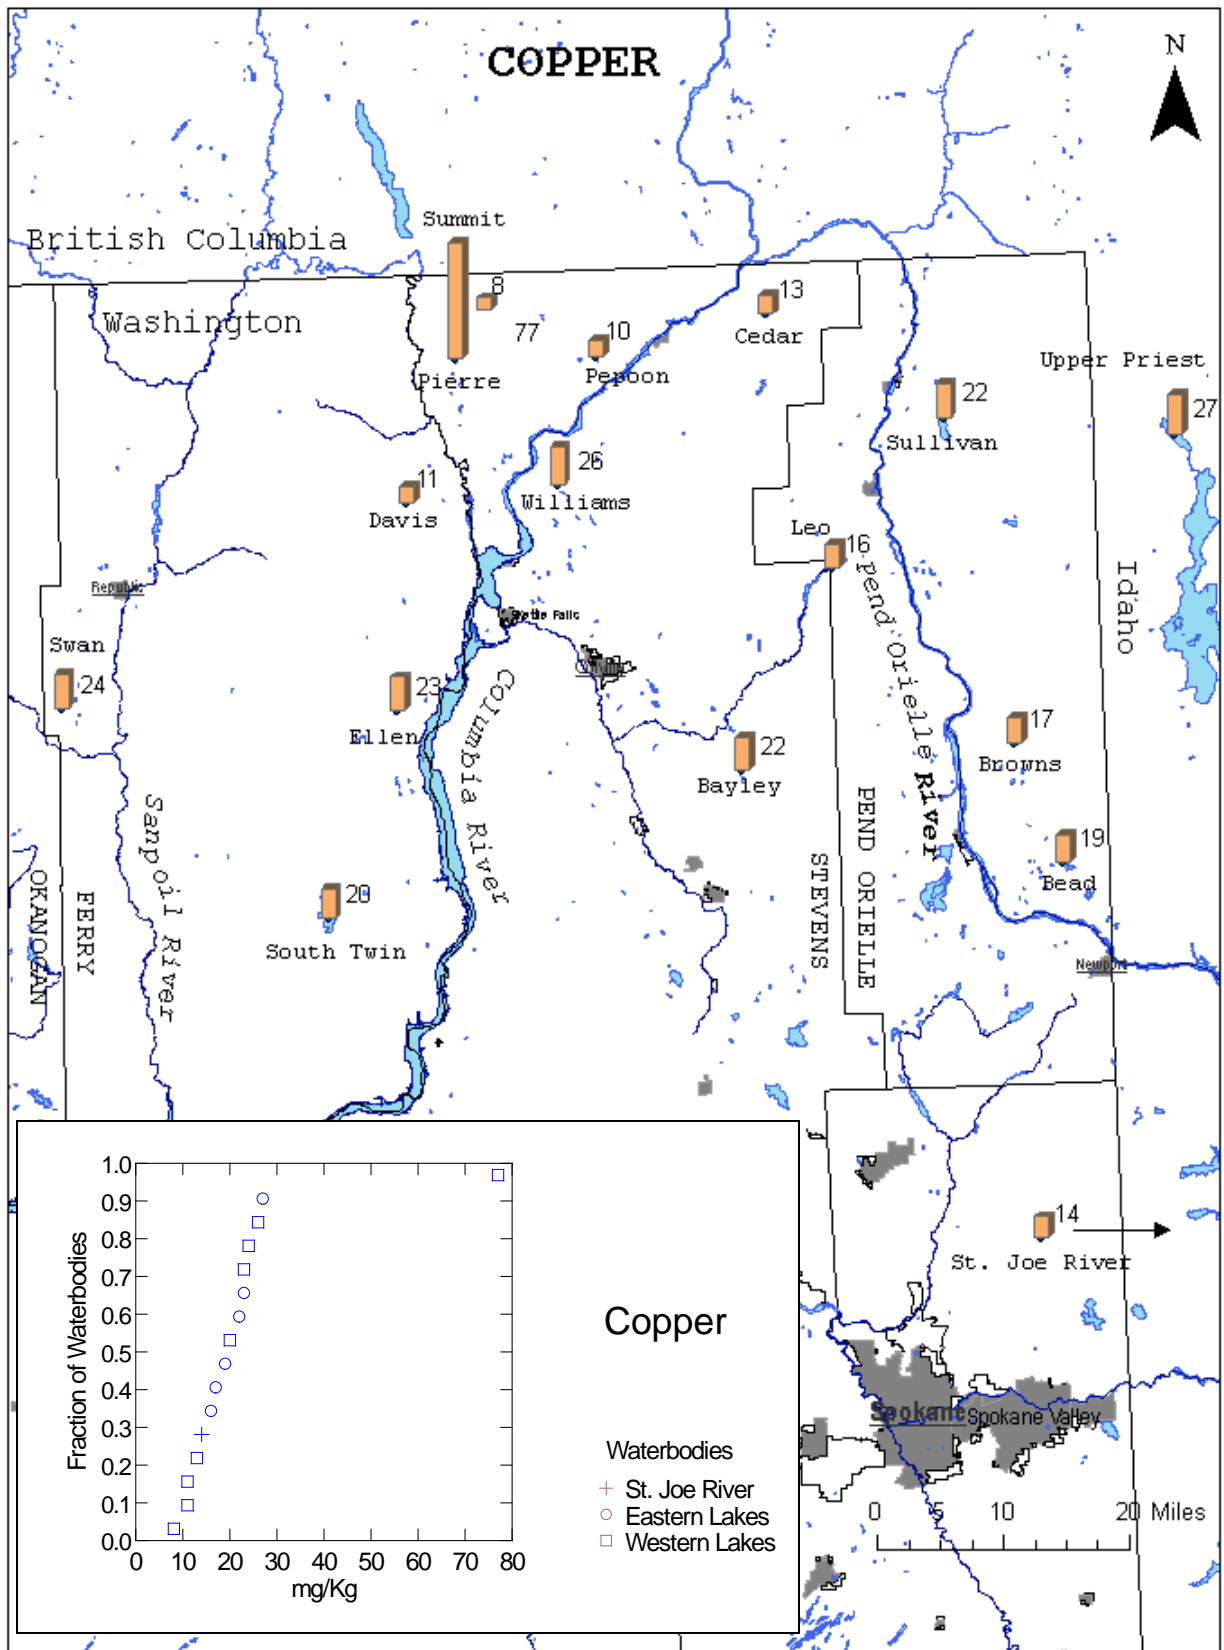 COPPER
N
Summit
British Columbia
8
13
Washington
77
10
Cedar
Upper Priest
Pierre
Pepoon
22
27
Sullivan
26
11
Williams
Davis
Leo
16
Idaho
Republic
Kettle Falls
pend Orielle River
Swan
24
23
Columbia River
Ellen
17
22
Browns
Bayley
Sanpoil River
PEND ORIELLE
STEVENS
19
Bead
OKANOGAN
FERRY
20
South Twin
Newport
14
St. Joe River
Spokane
Spokane Valley
0 5 10 20 Miles
Copper
Fraction of Waterbodies
1.0
0.9
0.8
0.7
0.6
0.5
0.4
0.3
0.2
0.1
0.0
0 10 20 30 40 50 60 70 80
mg/Kg
Waterbodies
St. Joe River
Eastern Lakes
Western Lakes